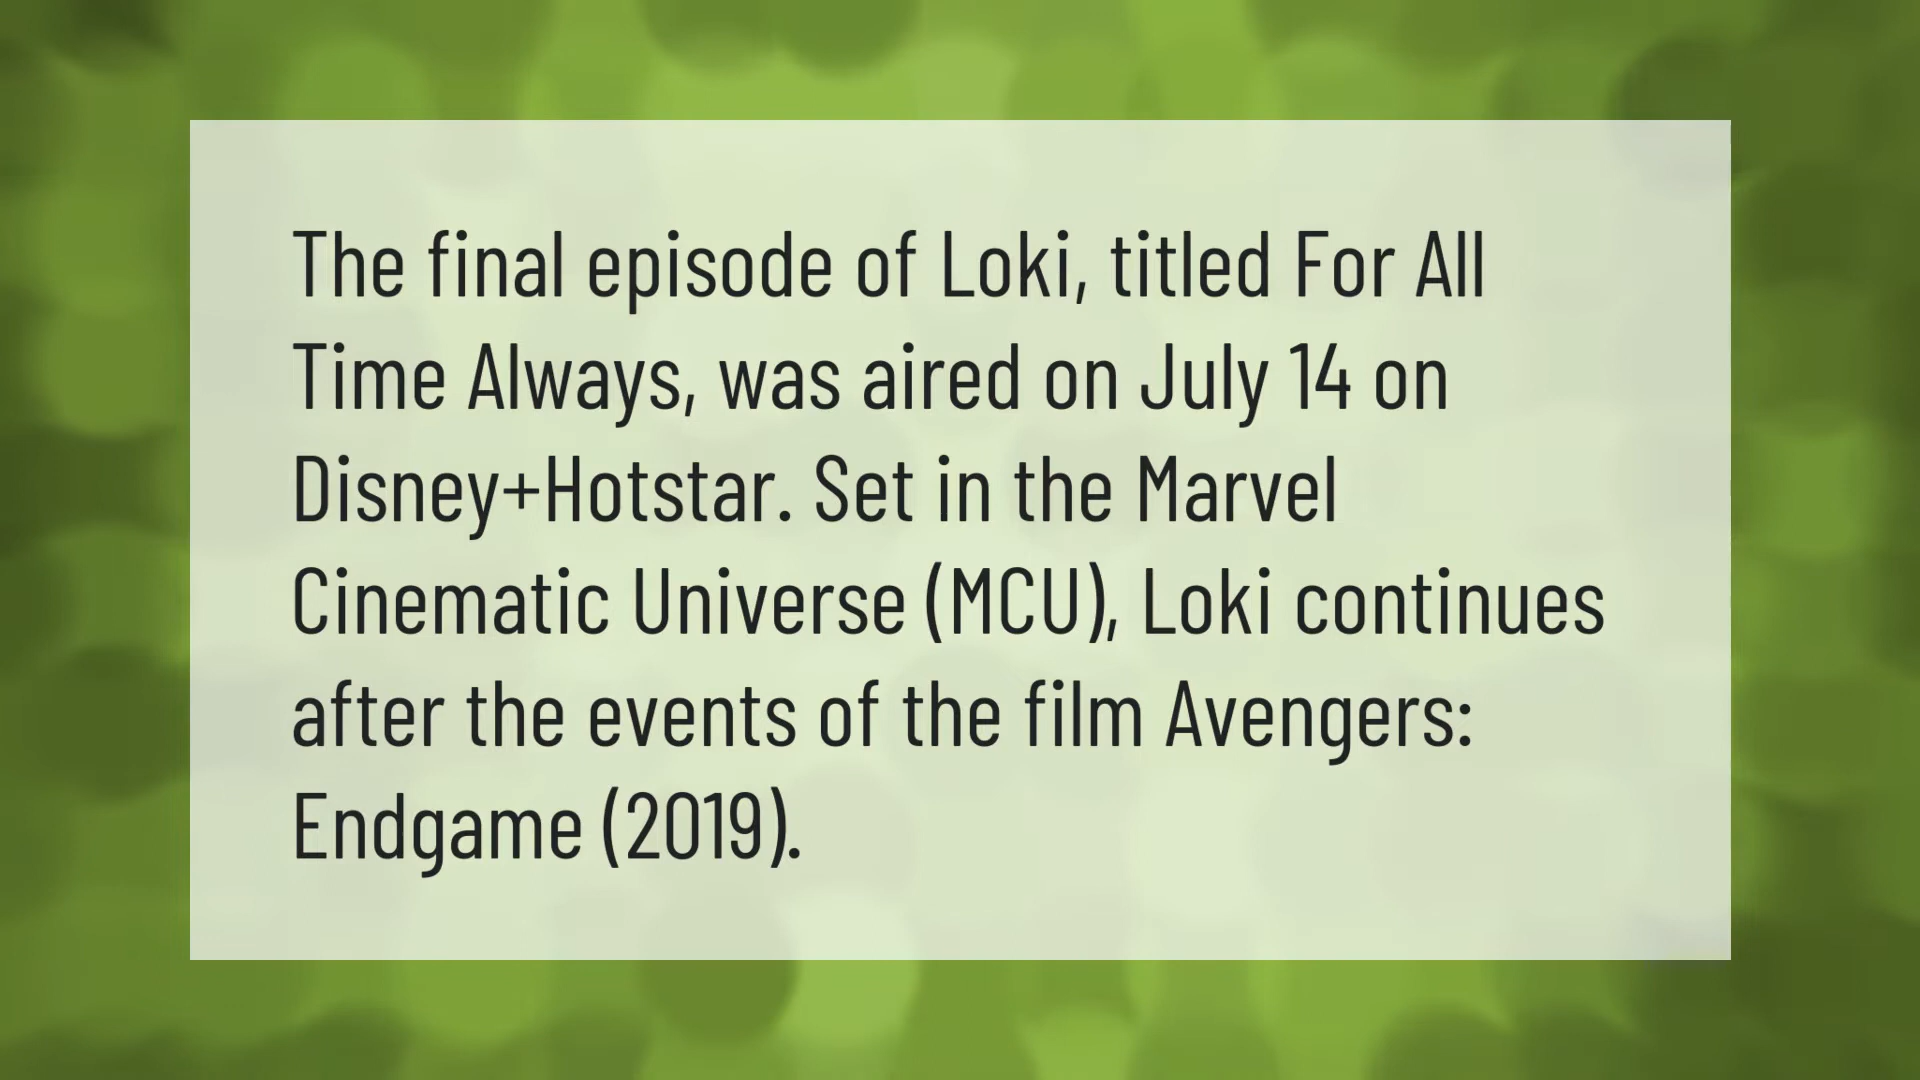 The final episode of Loki, titled For All
Time Always, was aired on July 14 on
Disney+Hotstar. Set in the Marvel
Cinematic Universe (MCU), Loki continues
after the events of the film Avengers:
Endgame (2019).